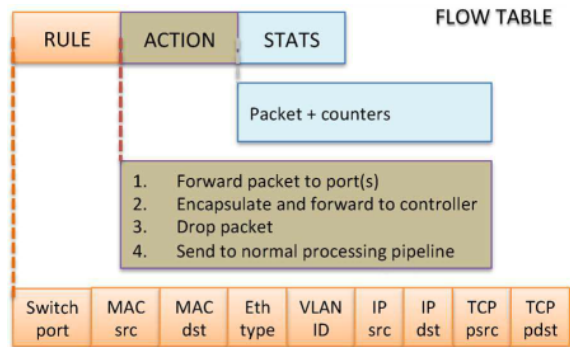 FLOW TABLE
RULE ACTION STATS
Packet + counters
1. Forward packet to port(s)
2. Encapsulate and forward to controller
3. Drop packet
4. Send to normal processing pipeline
Switch port
MAC src
MAC dst
Eth type
VLAN ID
IP src
IP dst
TCP psrc
TCP pdst